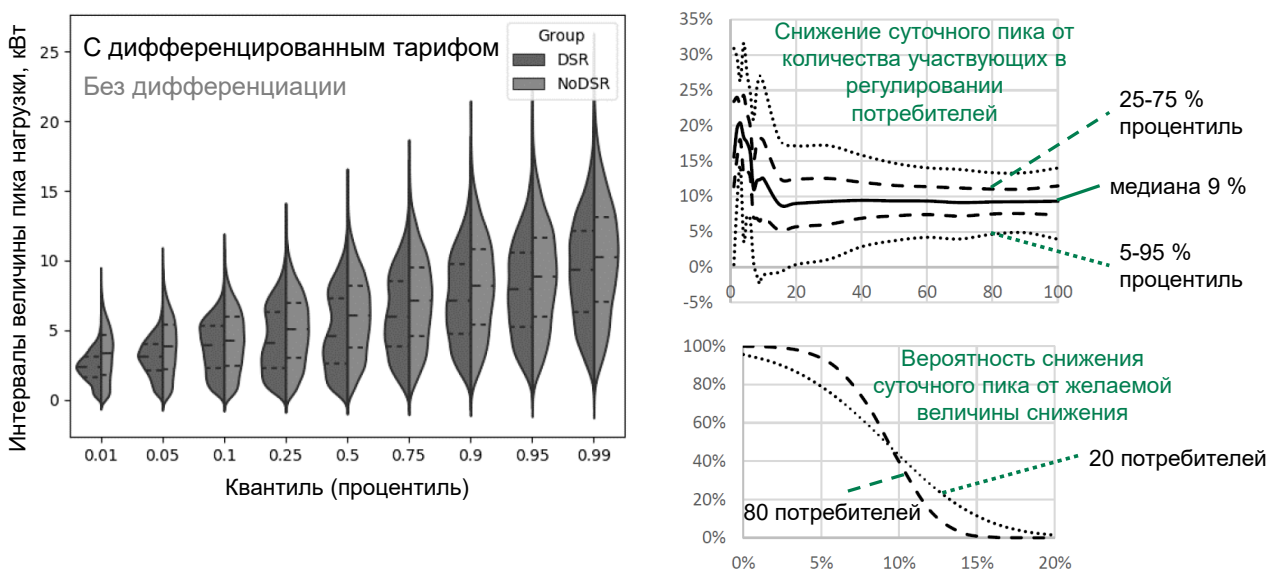 Интервалы величины пика нагрузки, кВт
25
20
15
10
5
0
С дифференцированным тарифом
Без дифференциации
Group
DSR
NoDSR
0.01 0.05 0.1 0.25 0.5 0.75 0.9 0.95 0.99
Квантиль (процентиль)
35%
30%
25%
20%
15%
10%
5%
0%
-5%
Снижение суточного пика от
количества участвующих в
регулировании
потребителей
0 20 40 60 80 100
25-75 %
процентиль
медиана 9 %
5-95 %
процентиль
100%
80%
60%
40%
20%
0%
Вероятность снижения
суточного пика от желаемой
величины снижения
20 потребителей
80 потребителей
0% 5% 10% 15% 20%